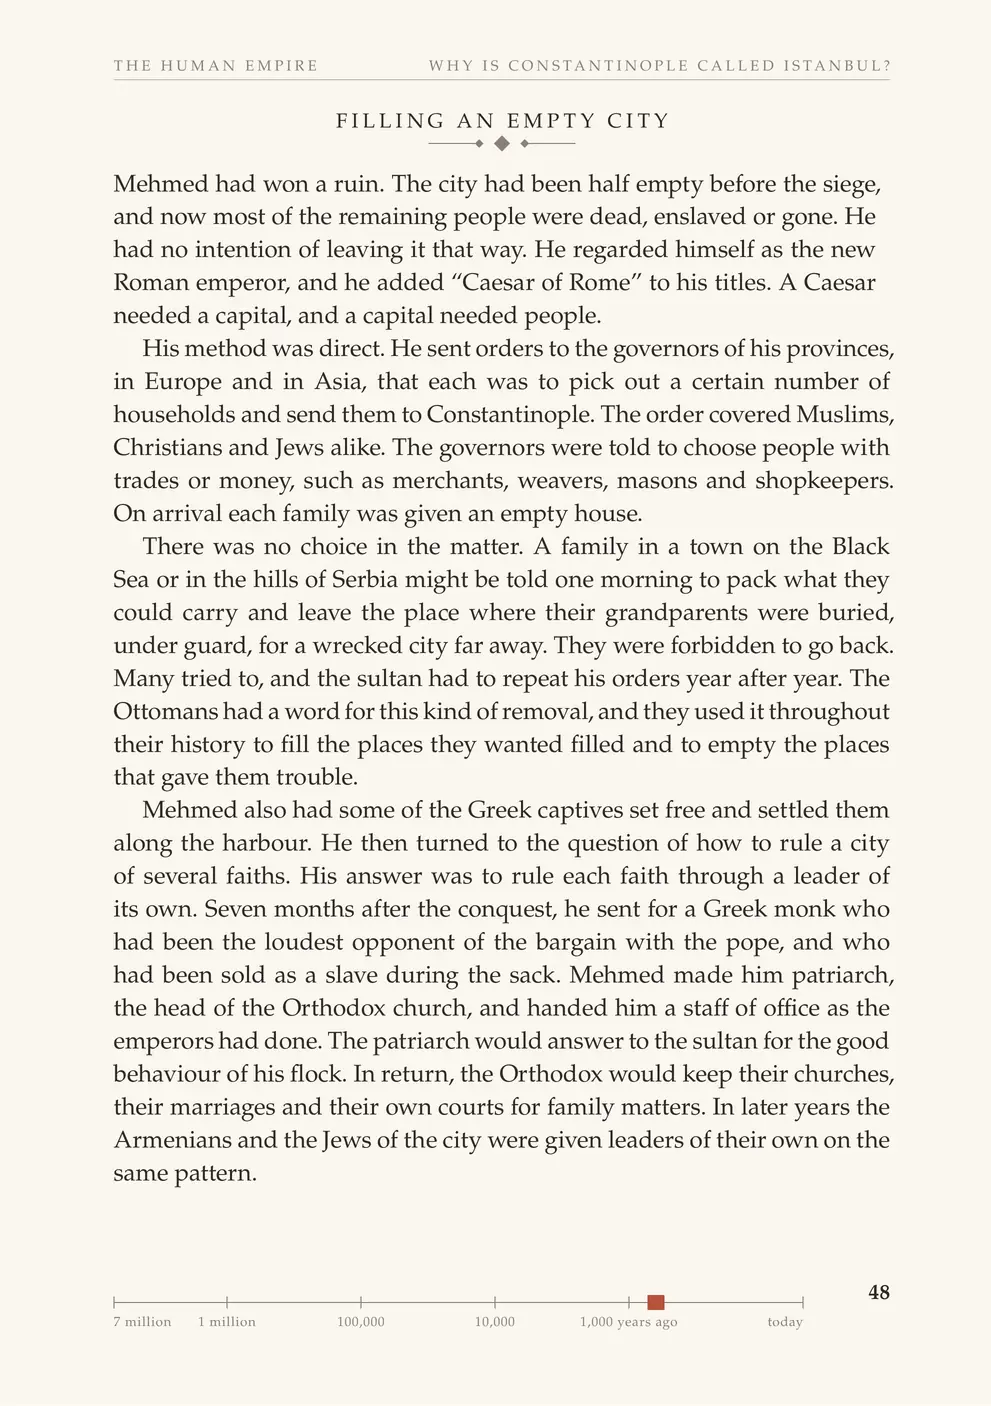 THE HUMAN EMPIRE
WHY IS CONSTANTINOPLE CALLED ISTANBUL?
FILLING AN EMPTY CITY
Mehmed had won a ruin. The city had been half empty before the siege,
and now most of the remaining people were dead, enslaved or gone. He
had no intention of leaving it that way. He regarded himself as the new
Roman emperor, and he added “Caesar of Rome” to his titles. A Caesar
needed a capital, and a capital needed people.
His method was direct. He sent orders to the governors of his provinces,
in Europe and in Asia, that each was to pick out a certain number of
households and send them to Constantinople. The order covered Muslims,
Christians and Jews alike. The governors were told to choose people with
trades or money, such as merchants, weavers, masons and shopkeepers.
On arrival each family was given an empty house.
There was no choice in the matter. A family in a town on the Black
Sea or in the hills of Serbia might be told one morning to pack what they
could carry and leave the place where their grandparents were buried,
under guard, for a wrecked city far away. They were forbidden to go back.
Many tried to, and the sultan had to repeat his orders year after year. The
Ottomans had a word for this kind of removal, and they used it throughout
their history to fill the places they wanted filled and to empty the places
that gave them trouble.
Mehmed also had some of the Greek captives set free and settled them
along the harbour. He then turned to the question of how to rule a city
of several faiths. His answer was to rule each faith through a leader of
its own. Seven months after the conquest, he sent for a Greek monk who
had been the loudest opponent of the bargain with the pope, and who
had been sold as a slave during the sack. Mehmed made him patriarch,
the head of the Orthodox church, and handed him a staff of office as the
emperors had done. The patriarch would answer to the sultan for the good
behaviour of his flock. In return, the Orthodox would keep their churches,
their marriages and their own courts for family matters. In later years the
Armenians and the Jews of the city were given leaders of their own on the
same pattern.
48
7 million 1 million 100,000 10,000 1,000 years ago today